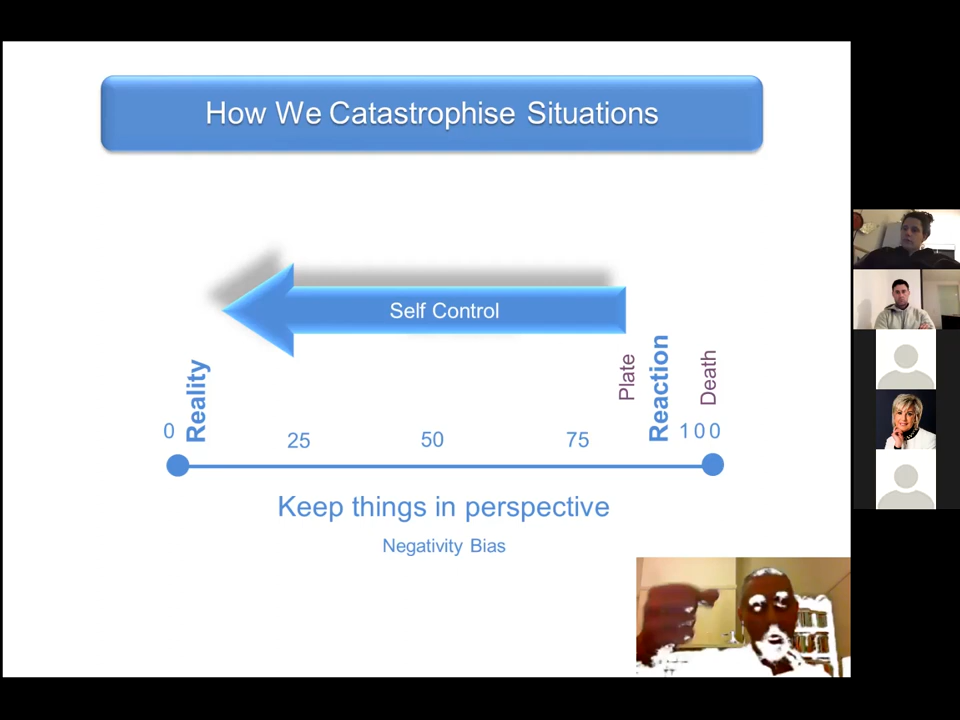 How We Catastrophise Situations
Self Control
Reality
Plate
Reaction
Death
0
25
50
75
100
Keep things in perspective
Negativity Bias